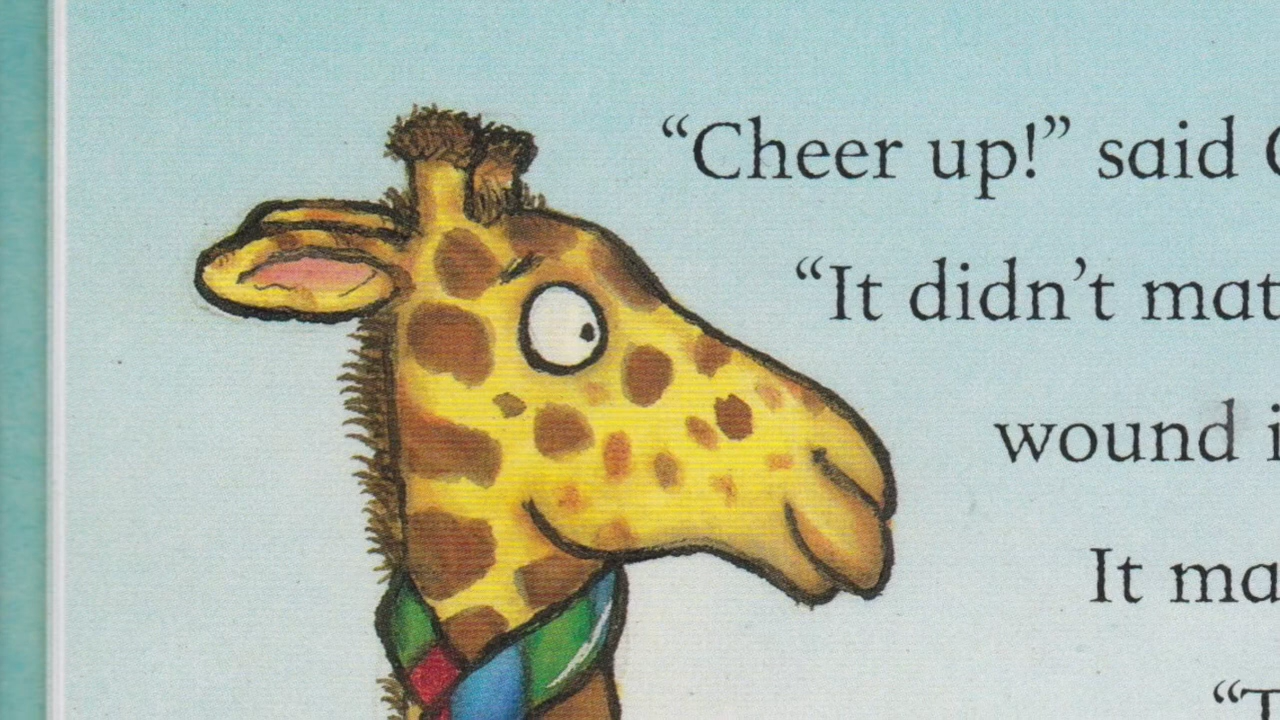 “Cheer up!” said
“It didn’t mat
wound i
It ma
“T